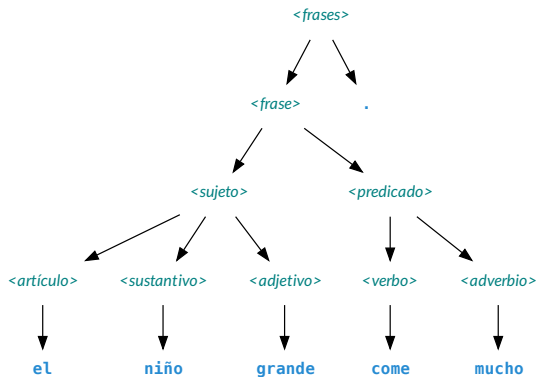 <frases>
<frase> .
<sujeto> <predicado>
<artículo> <sustantivo> <adjetivo> <verbo> <adverbio>
el niño grande come mucho